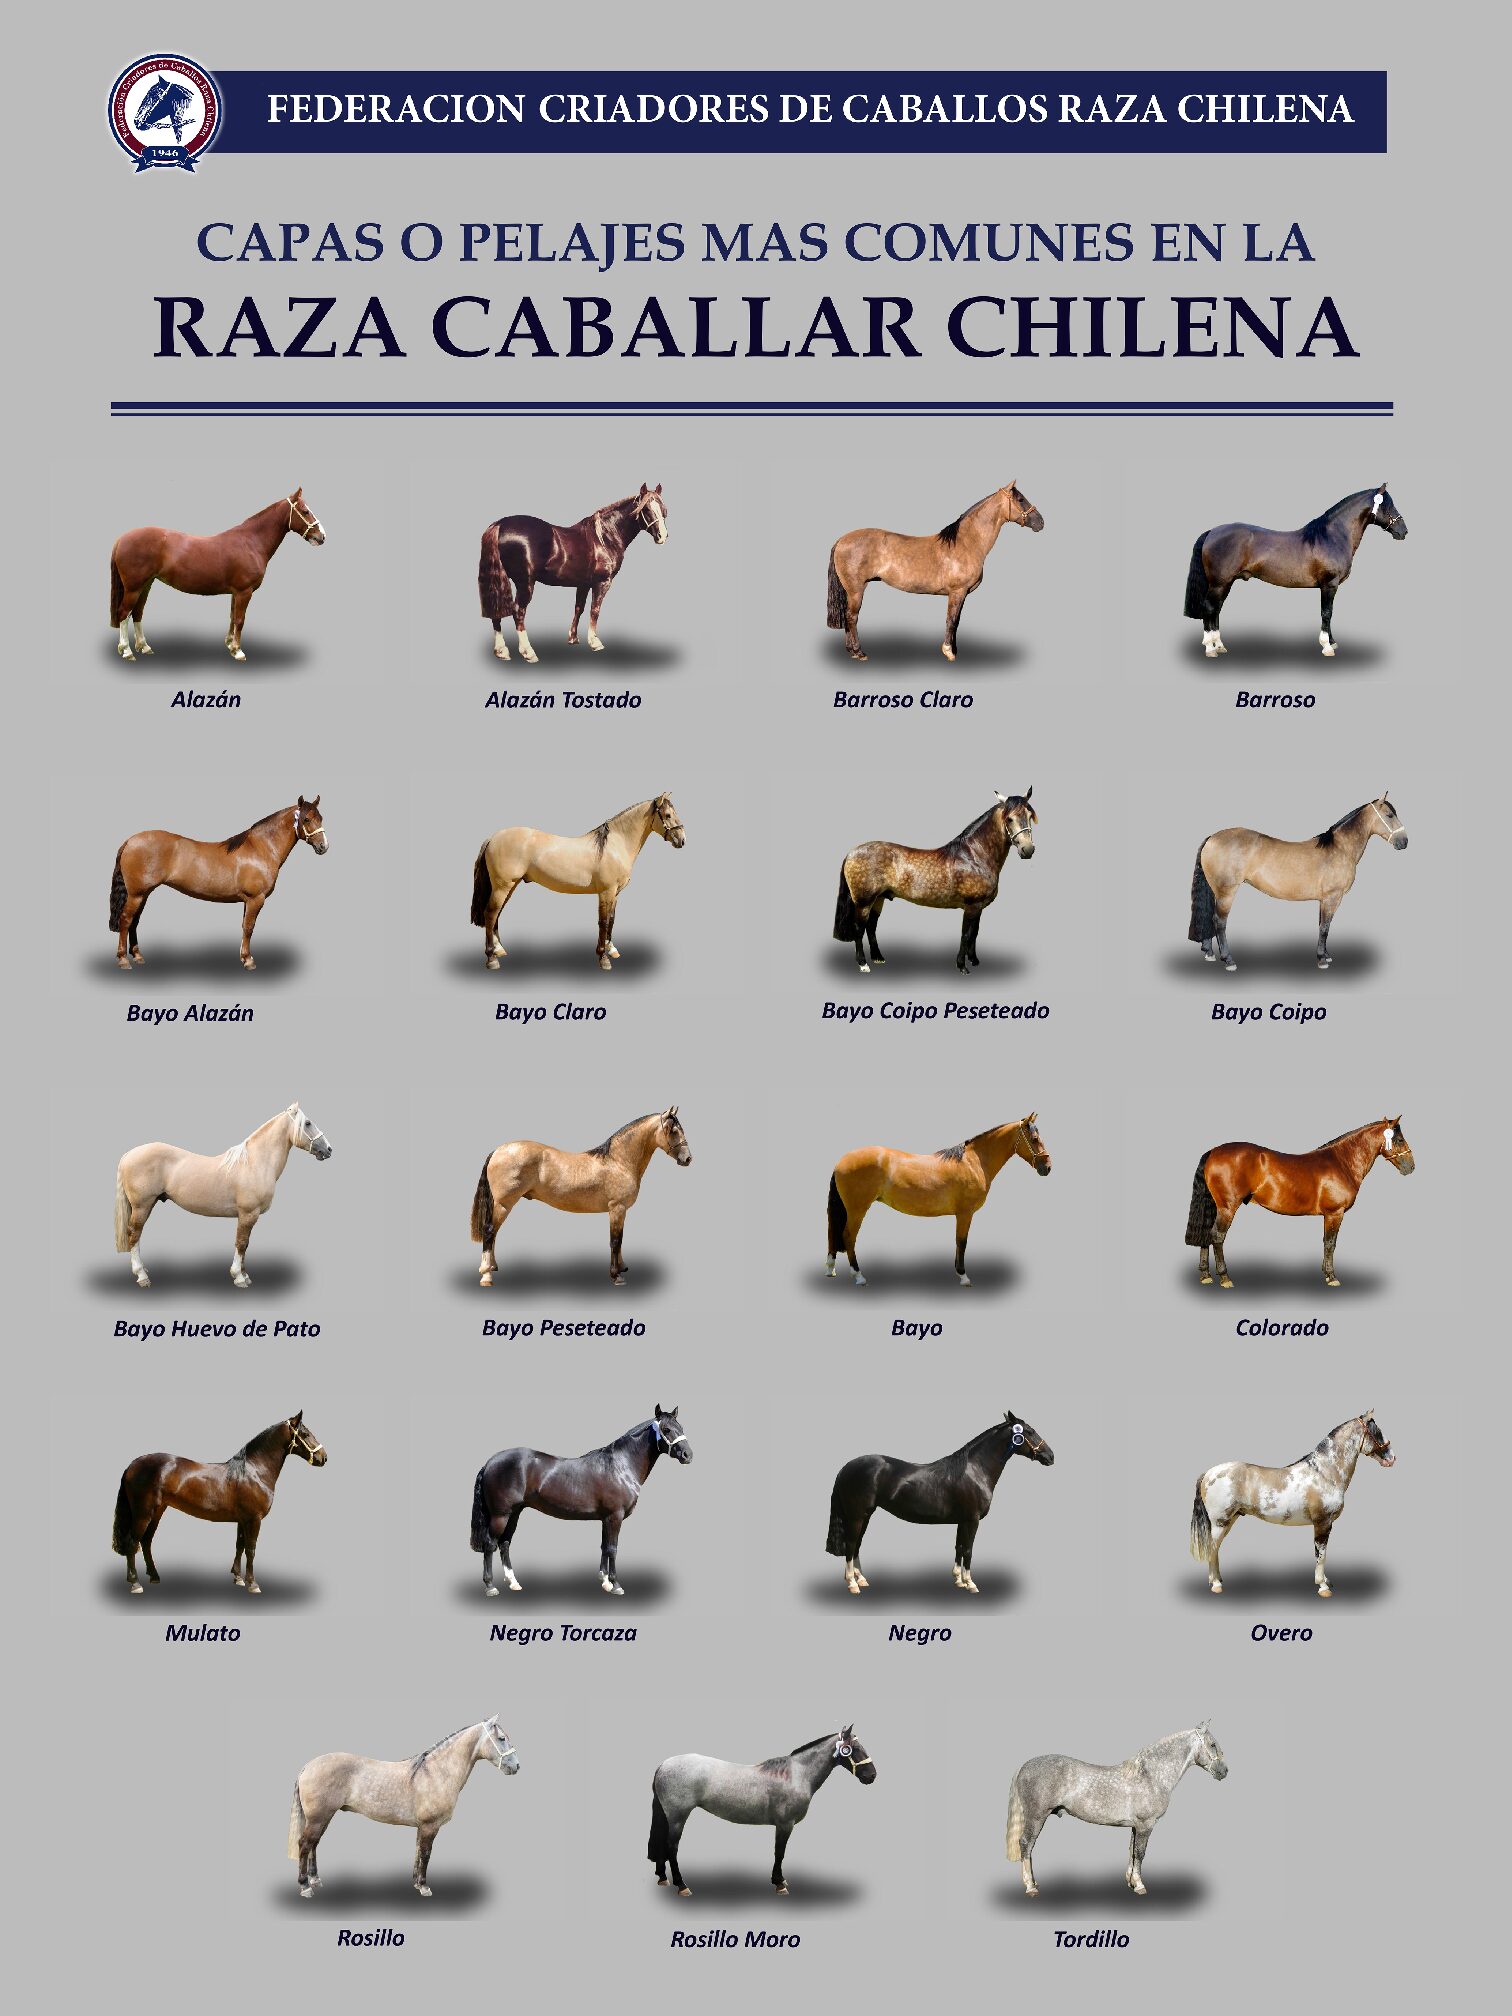 Federación Criadores de Caballos Raza Chilena
1946
FEDERACION CRIADORES DE CABALLOS RAZA CHILENA
CAPAS O PELAJES MAS COMUNES EN LA
RAZA CABALLAR CHILENA
Alazán
Alazán Tostado
Barroso Claro
Barroso
Bayo Alazán
Bayo Claro
Bayo Coipo Peseteado
Bayo Coipo
Bayo Huevo de Pato
Bayo Peseteado
Bayo
Colorado
Mulato
Negro Torcaza
Negro
Overo
Rosillo
Rosillo Moro
Tordillo